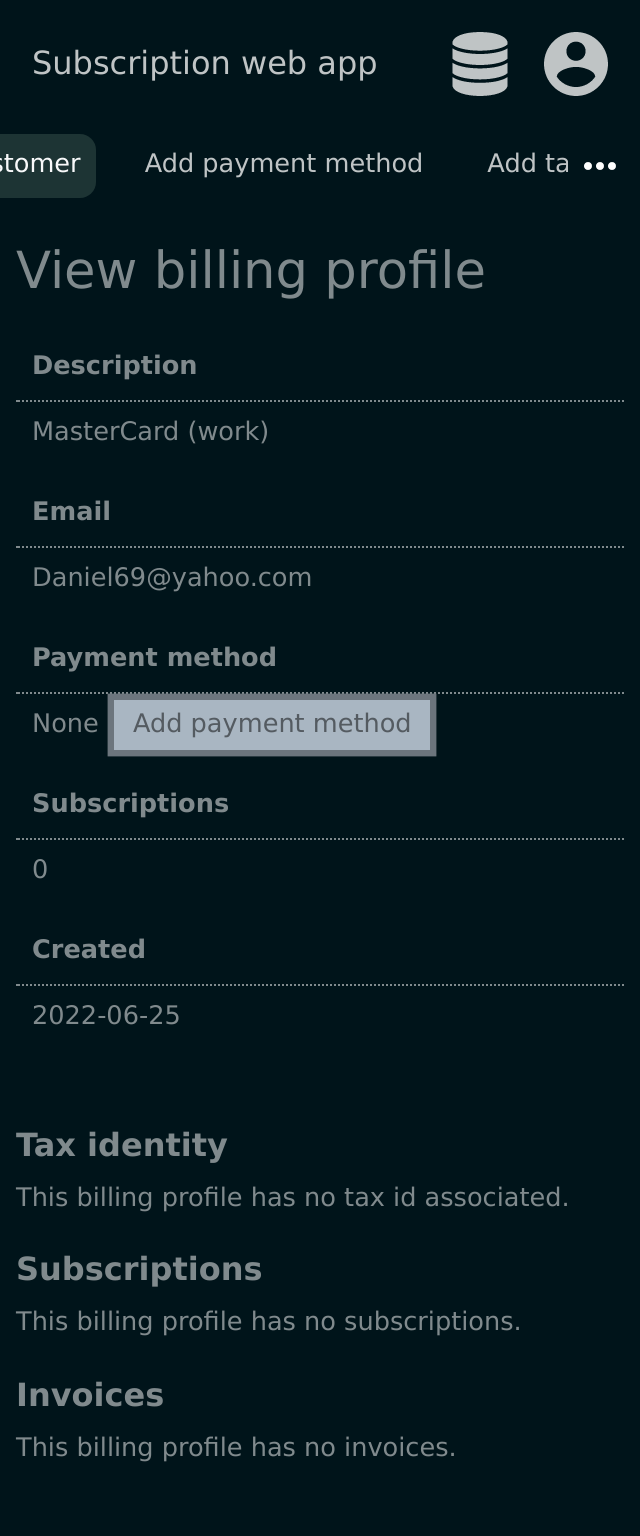 Subscription web app
stomer Add payment method Add ta
View billing profile
Description
MasterCard (work)
Email
Daniel69@yahoo.com
Payment method
None Add payment method
Subscriptions
0
Created
2022-06-25
Tax identity
This billing profile has no tax id associated.
Subscriptions
This billing profile has no subscriptions.
Invoices
This billing profile has no invoices.